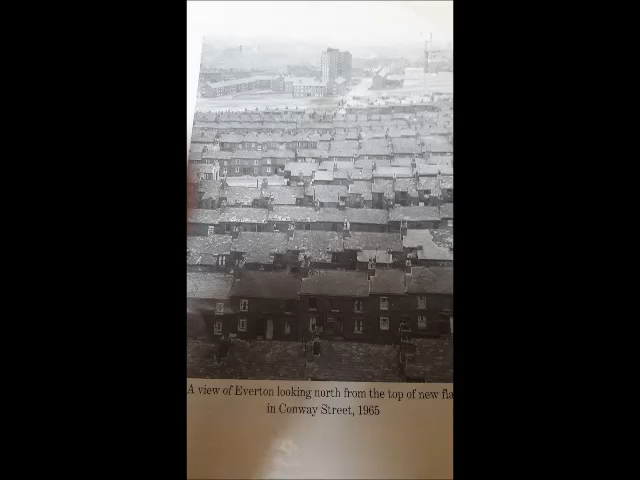 A view of Everton looking north from the top of new fla
in Conway Street, 1965